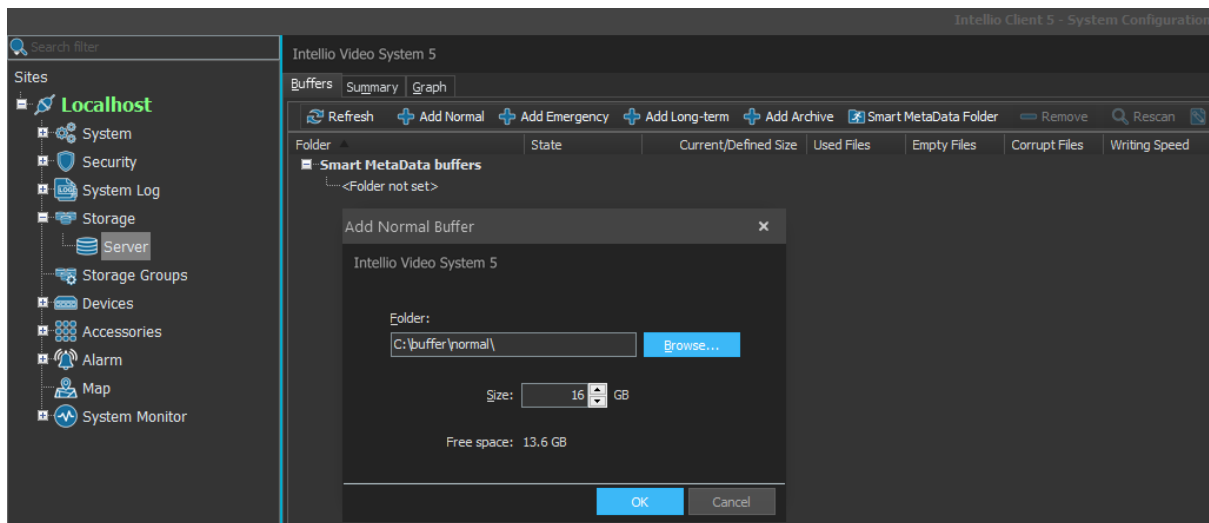 Intellio Client 5 - System Configuration
Search filter
Intellio Video System 5
Sites
Buffers Summary Graph
Localhost
Refresh Add Normal Add Emergency Add Long-term Add Archive Smart MetaData Folder Remove Rescan
System
Folder State Current/Defined Size Used Files Empty Files Corrupt Files Writing Speed
Security
Smart MetaData buffers
System Log
<Folder not set>
Storage
Server
Storage Groups
Devices
Accessories
Alarm
Map
System Monitor
Add Normal Buffer
Intellio Video System 5
Folder:
C:\buffer\normal\
Browse...
Size: 16 GB
Free space: 13.6 GB
OK Cancel